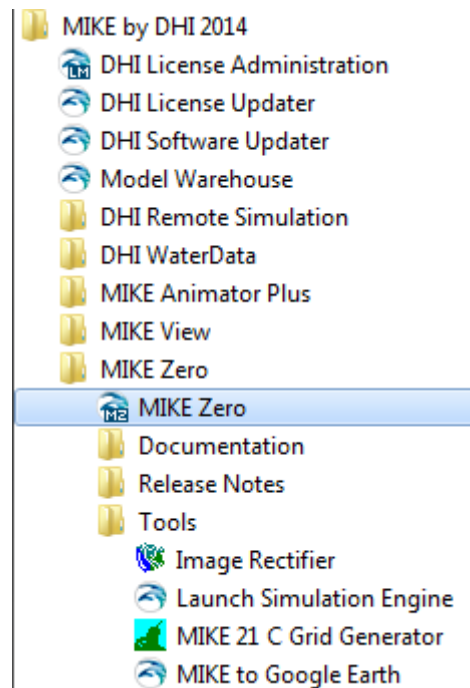 MIKE by DHI 2014
DHI License Administration
DHI License Updater
DHI Software Updater
Model Warehouse
DHI Remote Simulation
DHI WaterData
MIKE Animator Plus
MIKE View
MIKE Zero
MIKE Zero
Documentation
Release Notes
Tools
Image Rectifier
Launch Simulation Engine
MIKE 21 C Grid Generator
MIKE to Google Earth